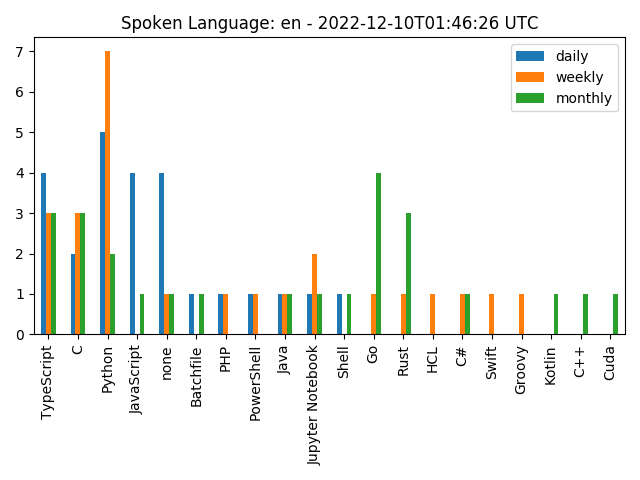 Spoken Language: en - 2022-12-10T01:46:26 UTC
daily
weekly
monthly
7
6
5
4
3
2
1
0
TypeScript
C
Python
JavaScript
none
Batchfile
PHP
PowerShell
Java
Jupyter Notebook
Shell
Go
Rust
HCL
C#
Swift
Groovy
Kotlin
C++
Cuda